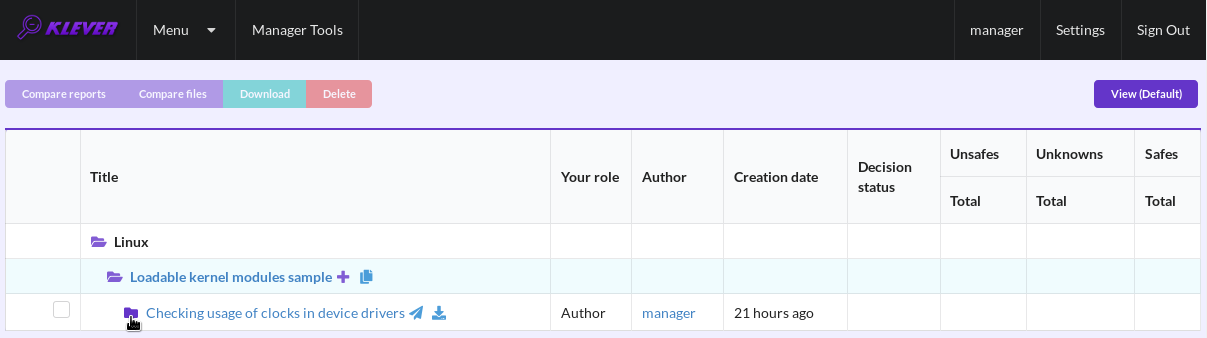 KLEVER Menu Manager Tools manager Settings Sign Out
Compare reports Compare files Download Delete View (Default)
Title Your role Author Creation date Decision status Unsafes Unknowns Safes
Total Total Total
Linux
Loadable kernel modules sample
Checking usage of clocks in device drivers Author manager 21 hours ago